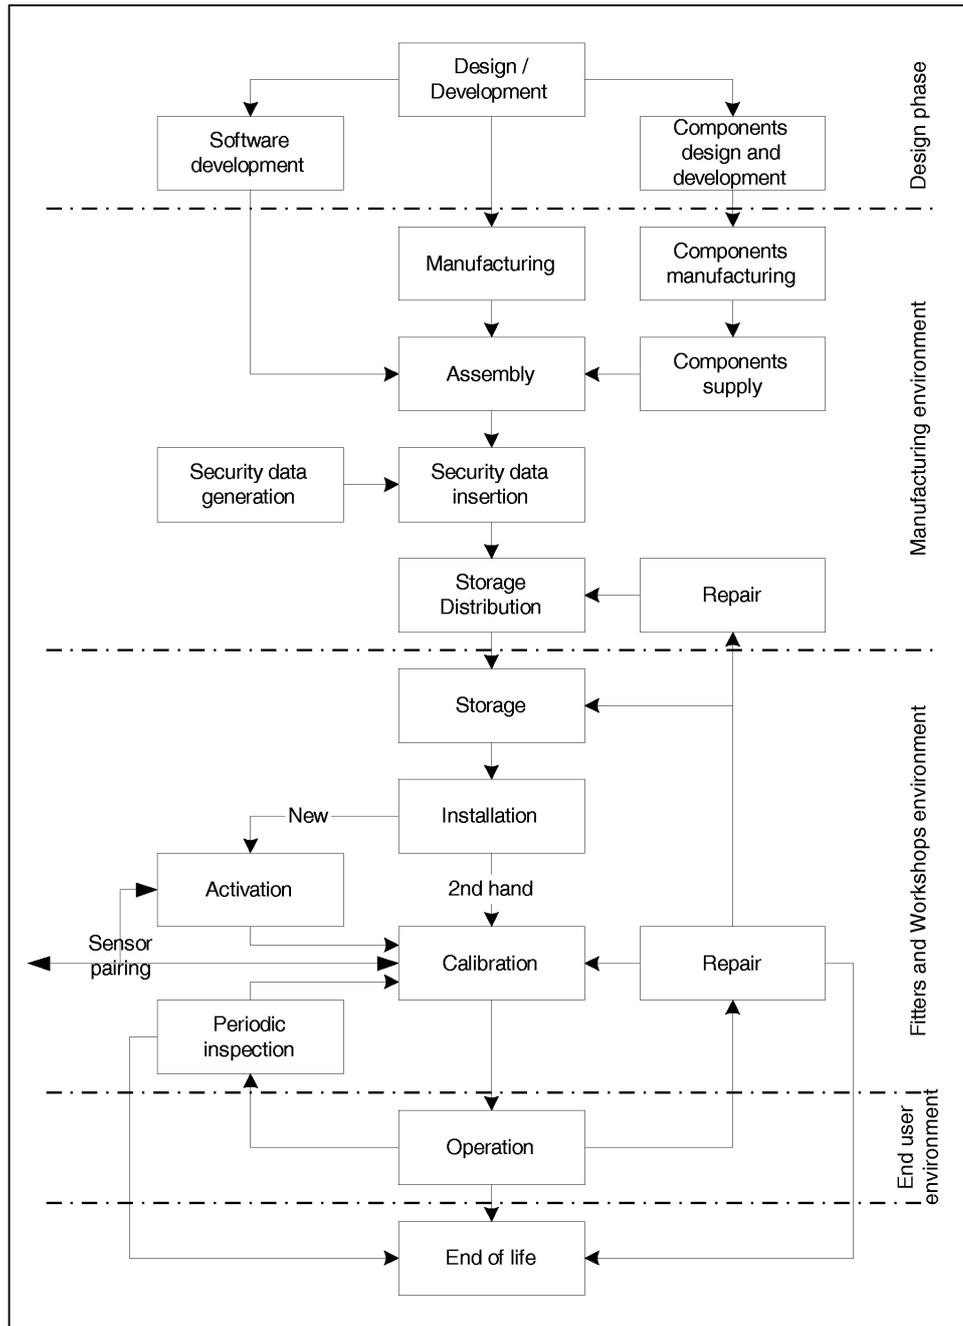 Design /
Development
Software
development
Components
design and
development
Design phase
Manufacturing
Components
manufacturing
Assembly
Components
supply
Manufacturing environment
Security data
generation
Security data
insertion
Storage
Distribution
Repair
Storage
Installation
New
Activation
2nd hand
Fitters and Workshops environment
Sensor
pairing
Calibration
Repair
Periodic
inspection
Operation
End user
environment
End of life